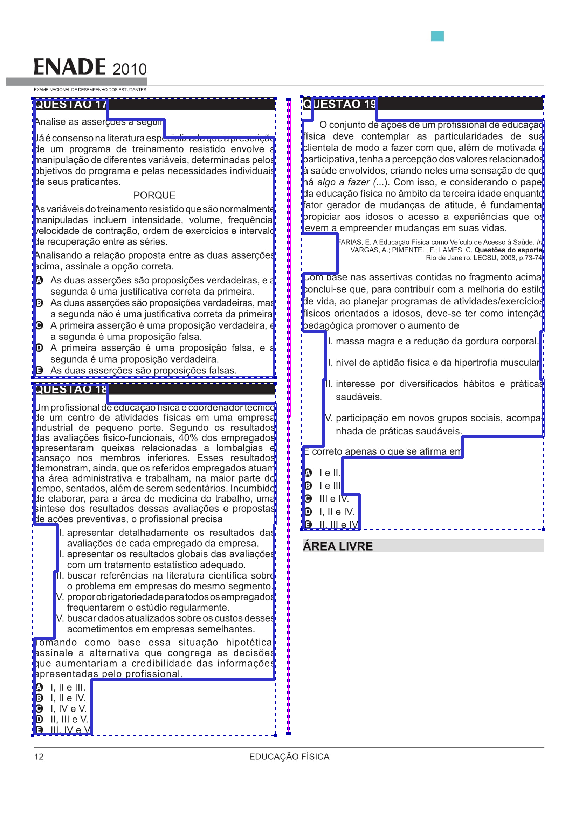 ENADE 2010
EXAME NACIONAL DE DESEMPENHO DOS ESTUDANTES
QUESTÃO 17
Analise as asserções a seguir.
Já é consenso na literatura especializada que a prescrição
de um programa de treinamento resistido envolve a
manipulação de diferentes variáveis, determinadas pelos
objetivos do programa e pelas necessidades individuais
de seus praticantes.
PORQUE
As variáveis do treinamento resistido que são normalmente
manipuladas incluem intensidade, volume, frequência,
velocidade de contração, ordem de exercícios e intervalo
de recuperação entre as séries.
Analisando a relação proposta entre as duas asserções
acima, assinale a opção correta.
A As duas asserções são proposições verdadeiras, e a
segunda é uma justificativa correta da primeira.
B As duas asserções são proposições verdadeiras, mas
a segunda não é uma justificativa correta da primeira.
C A primeira asserção é uma proposição verdadeira, e
a segunda é uma proposição falsa.
D A primeira asserção é uma proposição falsa, e a
segunda é uma proposição verdadeira.
E As duas asserções são proposições falsas.
QUESTÃO 18
Um profissional de educação física é coordenador técnico
de um centro de atividades físicas em uma empresa
industrial de pequeno porte. Segundo os resultados
das avaliações físico-funcionais, 40% dos empregados
apresentaram queixas relacionadas a lombalgias e
cansaço nos membros inferiores. Esses resultados
demonstram, ainda, que os referidos empregados atuam
na área administrativa e trabalham, na maior parte do
tempo, sentados, além de serem sedentários. Incumbido
de elaborar, para a área de medicina do trabalho, uma
síntese dos resultados dessas avaliações e propostas
de ações preventivas, o profissional precisa
I. apresentar detalhadamente os resultados das
avaliações de cada empregado da empresa.
II. apresentar os resultados globais das avaliações
com um tratamento estatístico adequado.
III. buscar referências na literatura científica sobre
o problema em empresas do mesmo segmento.
IV. propor obrigatoriedade para todos os empregados
frequentarem o estúdio regularmente.
V. buscar dados atualizados sobre os custos desses
acometimentos em empresas semelhantes.
Tomando como base essa situação hipotética,
assinale a alternativa que congrega as decisões
que aumentariam a credibilidade das informações
apresentadas pelo profissional.
A I, II e III.
B I, II e IV.
C I, IV e V.
D II, III e V.
E III, IV e V.
QUESTÃO 19
O conjunto de ações de um profissional de educação
física deve contemplar as particularidades de sua
clientela de modo a fazer com que, além de motivada e
participativa, tenha a percepção dos valores relacionados
à saúde envolvidos, criando neles uma sensação de que
há algo a fazer (...). Com isso, e considerando o papel
da educação física no âmbito da terceira idade enquanto
fator gerador de mudanças de atitude, é fundamental
propiciar aos idosos o acesso a experiências que os
levem a empreender mudanças em suas vidas.
FARIAS, E. A Educação Física como Veículo de Acesso à Saúde. In:
VARGAS, A.; PIMENTEL, E.; LAMES, C. Questões do esporte.
Rio de Janeiro: LECSU, 2008, p.73-74.
Com base nas assertivas contidas no fragmento acima,
conclui-se que, para contribuir com a melhoria do estilo
de vida, ao planejar programas de atividades/exercícios
físicos orientados a idosos, deve-se ter como intenção
pedagógica promover o aumento de
I. massa magra e a redução da gordura corporal.
II. nível de aptidão física e da hipertrofia muscular.
III. interesse por diversificados hábitos e práticas
saudáveis.
IV. participação em novos grupos sociais, acompa-
nhada de práticas saudáveis.
É correto apenas o que se afirma em
A I e II.
B I e III.
C III e IV.
D I, II e IV.
E II, III e IV.
ÁREA LIVRE
12
EDUCAÇÃO FÍSICA